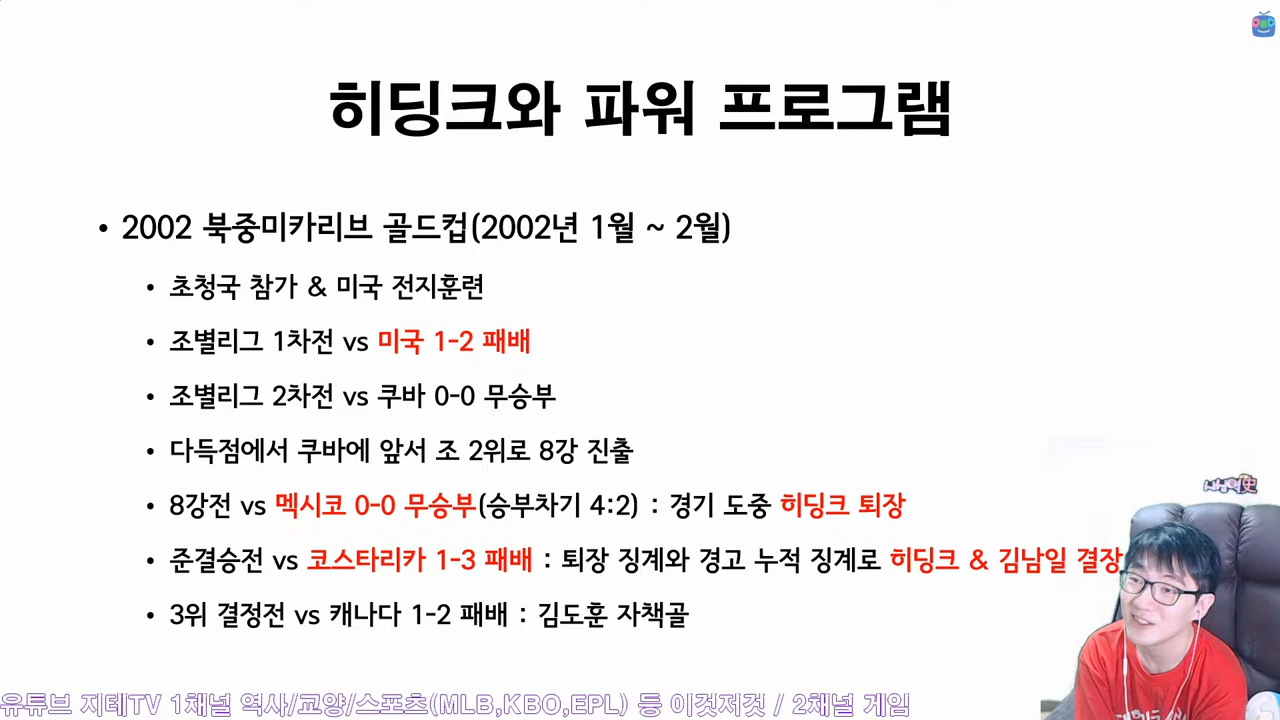 히딩크와 파워 프로그램
• 2002 북중미카리브 골드컵(2002년 1월 ~ 2월)
• 초청국 참가 & 미국 전지훈련
• 조별리그 1차전 vs 미국 1-2 패배
• 조별리그 2차전 vs 쿠바 0-0 무승부
• 다득점에서 쿠바에 앞서 조 2위로 8강 진출
• 8강전 vs 멕시코 0-0 무승부(승부차기 4:2) : 경기 도중 히딩크 퇴장
• 준결승전 vs 코스타리카 1-3 패배 : 퇴장 징계와 경고 누적 징계로 히딩크 & 김남일 결장
• 3위 결정전 vs 캐나다 1-2 패배 : 김도훈 자책골
유튜브 지테TV 1채널 역사/교양/스포츠(MLB,KBO,EPL) 등 이것저것 / 2채널 게임